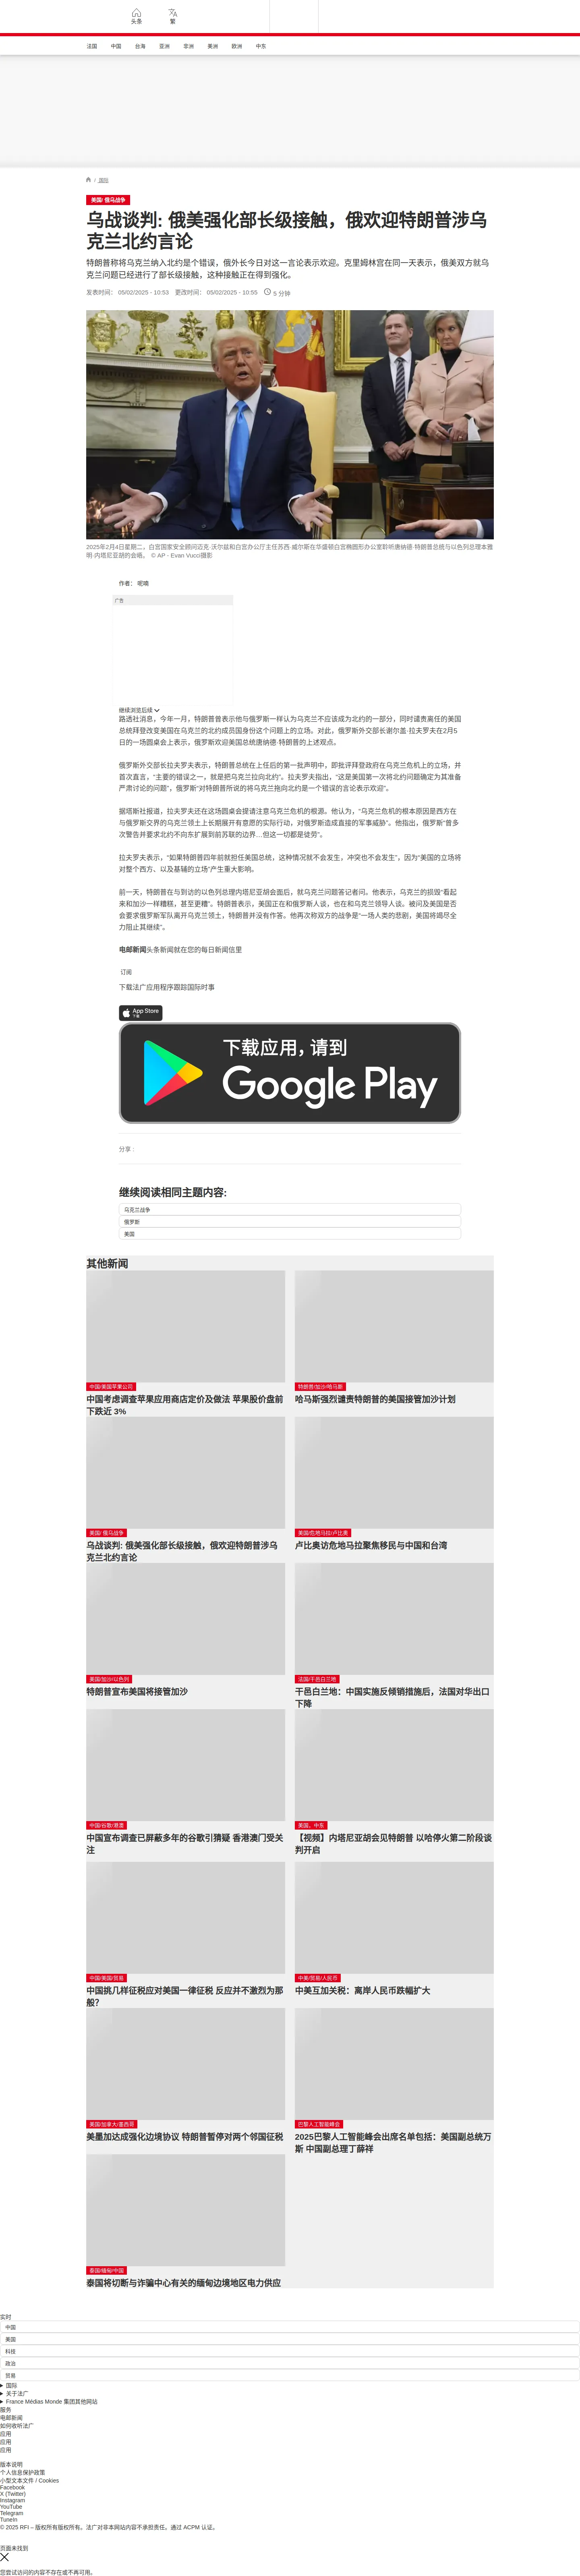 头条
繁
法国
中国
台海
亚洲
非洲
美洲
欧洲
中东
/ 国际
美国/ 俄乌战争
乌战谈判: 俄美强化部长级接触，俄欢迎特朗普涉乌
克兰北约言论
特朗普称将乌克兰纳入北约是个错误，俄外长今日对这一言论表示欢迎。克里姆林宫在同一天表示，俄美双方就乌
克兰问题已经进行了部长级接触，这种接触正在得到强化。
发表时间： 05/02/2025 - 10:53 更改时间： 05/02/2025 - 10:55 5 分钟
2025年2月4日星期二，白宫国家安全顾问迈克·沃尔兹和白宫办公厅主任苏西·威尔斯在华盛顿白宫椭圆形办公室聆听唐纳德·特朗普总统与以色列总理本雅
明·内塔尼亚胡的会晤。 © AP - Evan Vucci摄影
作者： 呢喃
广告
继续浏览后续
路透社消息，今年一月，特朗普曾表示他与俄罗斯一样认为乌克兰不应该成为北约的一部分，同时谴责离任的美国
总统拜登改变美国在乌克兰的北约成员国身份这个问题上的立场。对此，俄罗斯外交部长谢尔盖·拉夫罗夫在2月5
日的一场圆桌会上表示，俄罗斯欢迎美国总统唐纳德·特朗普的上述观点。
俄罗斯外部长拉夫罗夫表示，特朗普总统在上任后的第一批声明中，即批评拜登政府在乌克兰危机上的立场，并
首次直言，“主要的错误之一，就是把乌克兰拉向北约”。拉夫罗夫指出，“这是美国第一次将北约问题确定为其准备
严肃讨论的问题”，俄罗斯“对特朗普所说的将乌克兰拖向北约是一个错误的言论表示欢迎”。
据塔斯社报道，拉夫罗夫还在这场圆桌会提请注意乌克兰危机的根源。他认为，“乌克兰危机的根本原因是西方在
与俄罗斯交界的乌克兰领土上长期展开有意愿的实际行动，对俄罗斯造成直接的军事威胁”。他指出，俄罗斯“曾多
次警告并要求北约不向东扩展到前苏联的边界…但这一切都是徒劳”。
拉夫罗夫表示，“如果特朗普四年前就担任美国总统，这种情况就不会发生，冲突也不会发生”，因为“美国的立场将
对整个西方、以及基辅的立场”产生重大影响。
前一天，特朗普在与到访的以色列总理内塔尼亚胡会面后，就乌克兰问题答记者问。他表示，乌克兰的损毁“看起
来和加沙一样糟糕，甚至更糟”。特朗普表示，美国正在和俄罗斯人谈，也在和乌克兰领导人谈。被问及美国是否
会要求俄罗斯军队离开乌克兰领土，特朗普并没有作答。他再次称双方的战争是“一场人类的悲剧，美国将竭尽全
力阻止其继续”。
电邮新闻头条新闻就在您的每日新闻信里
订阅
下载法广应用程序跟踪国际时事
App Store
下载
下载应用，请到
Google Play
分享 :
继续阅读相同主题内容:
乌克兰战争
俄罗斯
美国
其他新闻
中国/美国苹果公司
中国考虑调查苹果应用商店定价及做法 苹果股价盘前
下跌近 3%
特朗普/加沙/哈马斯
哈马斯强烈谴责特朗普的美国接管加沙计划
美国/ 俄乌战争
乌战谈判: 俄美强化部长级接触，俄欢迎特朗普涉乌
克兰北约言论
美国/危地马拉/卢比奥
卢比奥访危地马拉聚焦移民与中国和台湾
美国/加沙/以色列
特朗普宣布美国将接管加沙
法国/干邑白兰地
干邑白兰地：中国实施反倾销措施后，法国对华出口
下降
中国/谷歌/港澳
中国宣布调查已屏蔽多年的谷歌引猜疑 香港澳门受关
注
美国、中东
【视频】内塔尼亚胡会见特朗普 以哈停火第二阶段谈
判开启
中国/美国/贸易
中国挑几样征税应对美国一律征税 反应并不激烈为那
般？
中美/贸易/人民币
中美互加关税：离岸人民币跌幅扩大
美国/加拿大/墨西哥
美墨加达成强化边境协议 特朗普暂停对两个邻国征税
巴黎人工智能峰会
2025巴黎人工智能峰会出席名单包括：美国副总统万
斯 中国副总理丁薛祥
泰国/缅甸/中国
泰国将切断与诈骗中心有关的缅甸边境地区电力供应
实时
中国
美国
科技
政治
贸易
国际
关于法广
France Médias Monde 集团其他网站
服务
电邮新闻
如何收听法广
应用
应用
应用
版本说明
个人信息保护政策
小型文本文件 / Cookies
Facebook
X (Twitter)
Instagram
YouTube
Telegram
TuneIn
© 2025 RFI – 版权所有版权所有。法广对非本网站内容不承担责任。通过 ACPM 认证。
页面未找到
您尝试访问的内容不存在或不再可用。